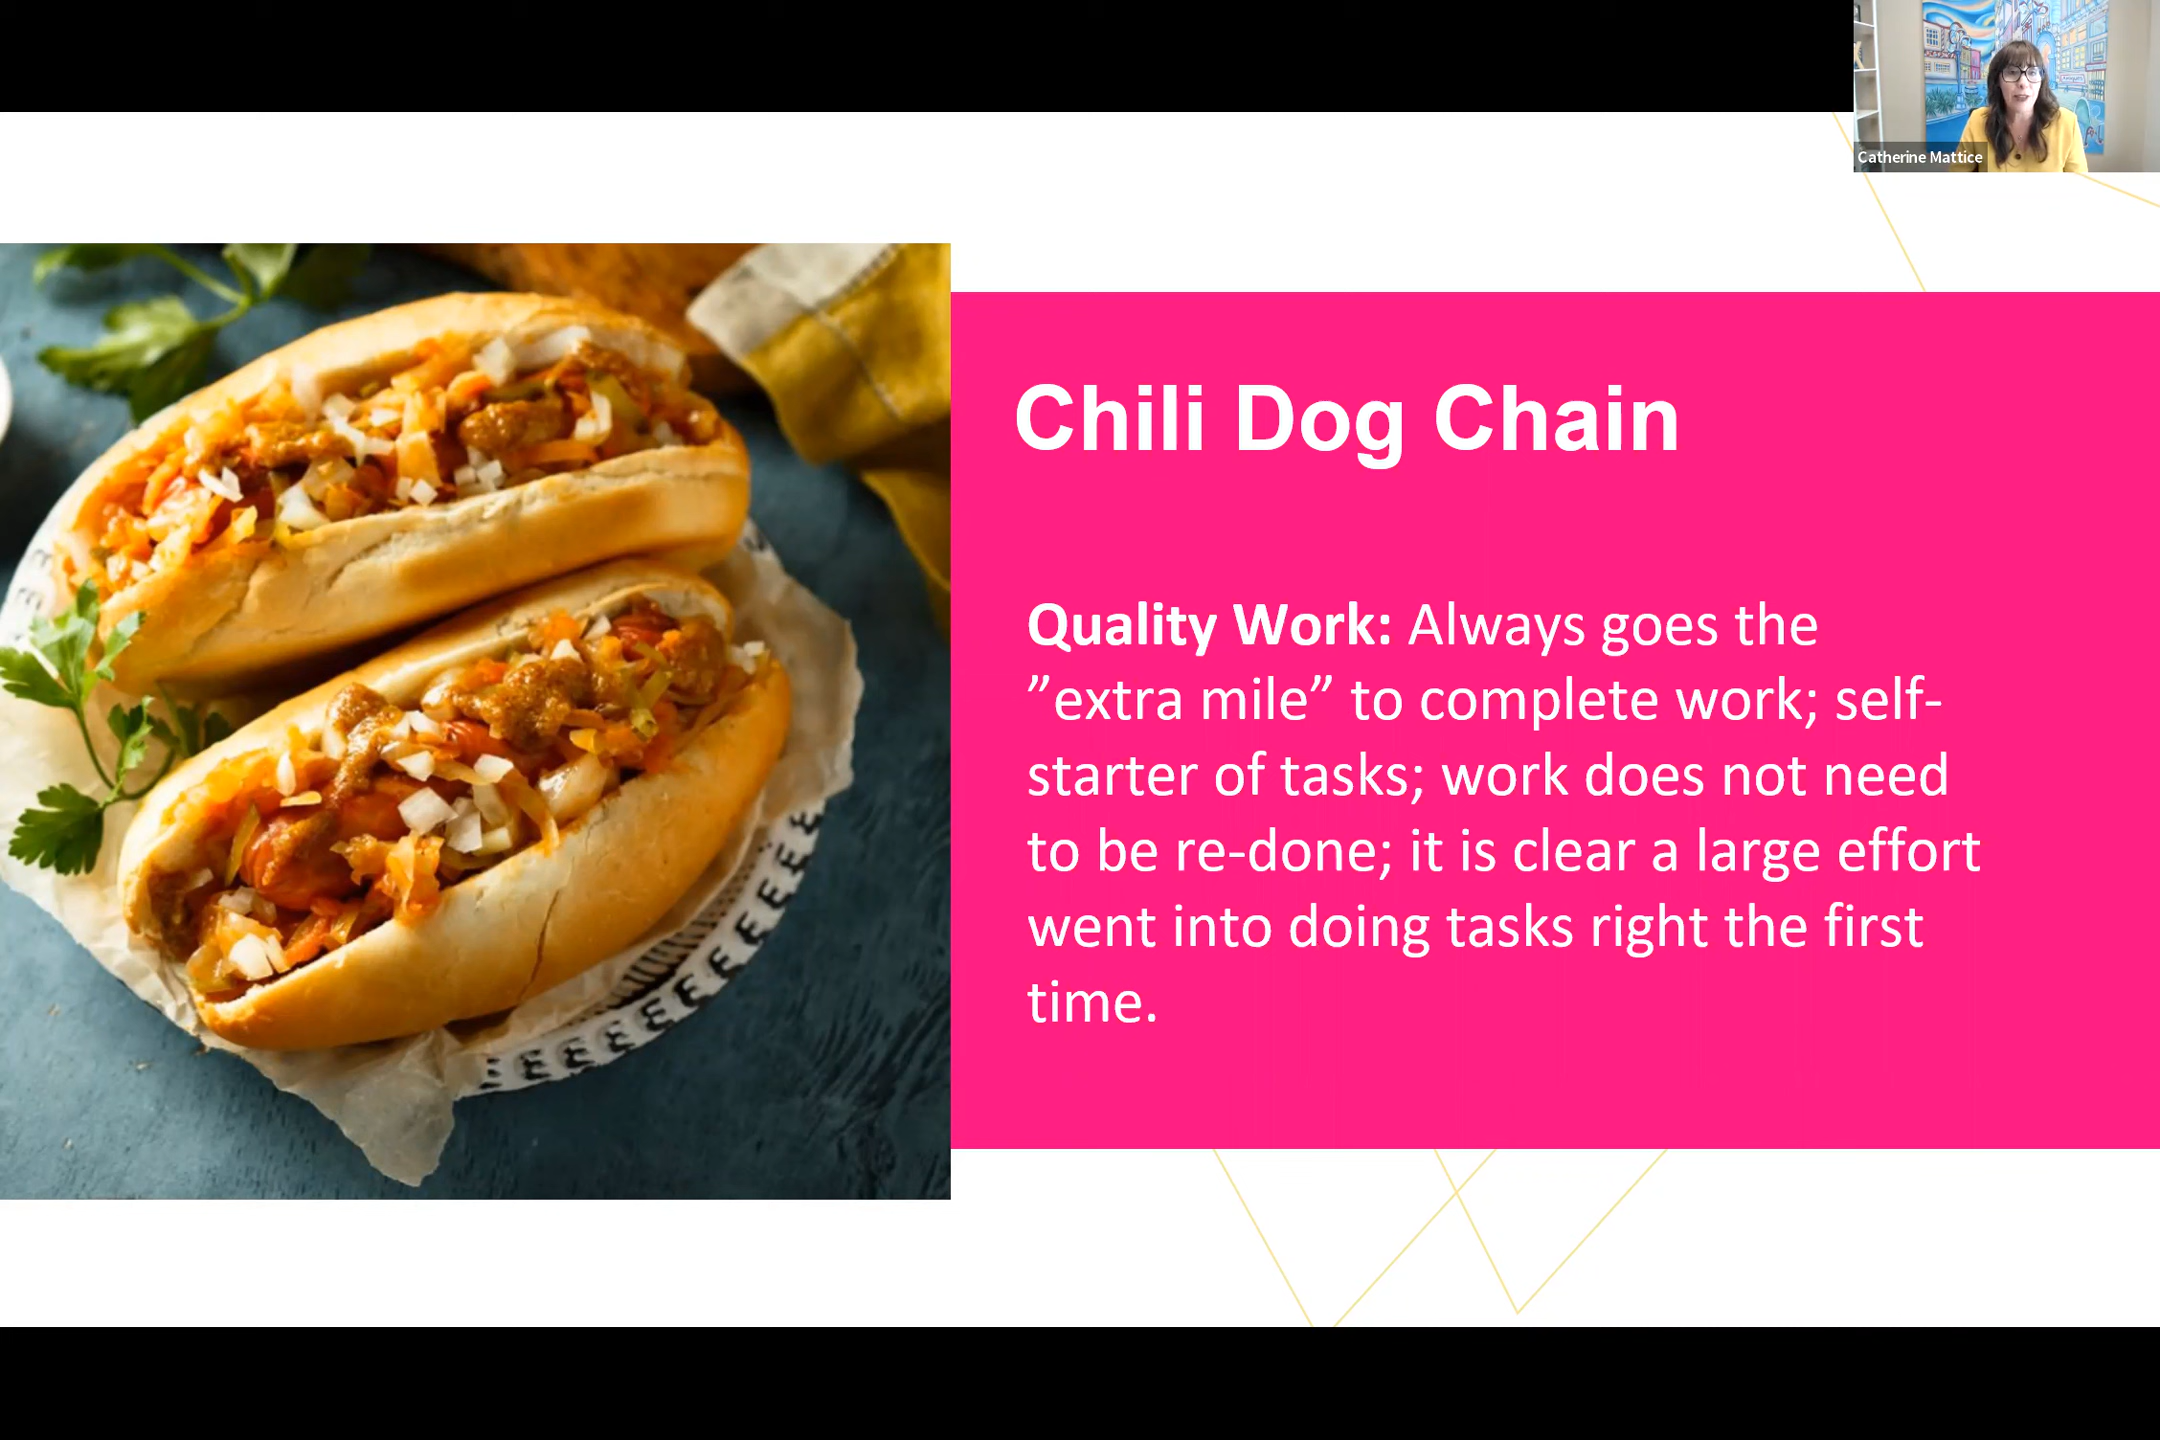 Catherine Mattice
Chili Dog Chain
Quality Work: Always goes the
”extra mile” to complete work; self-
starter of tasks; work does not need
to be re-done; it is clear a large effort
went into doing tasks right the first
time.